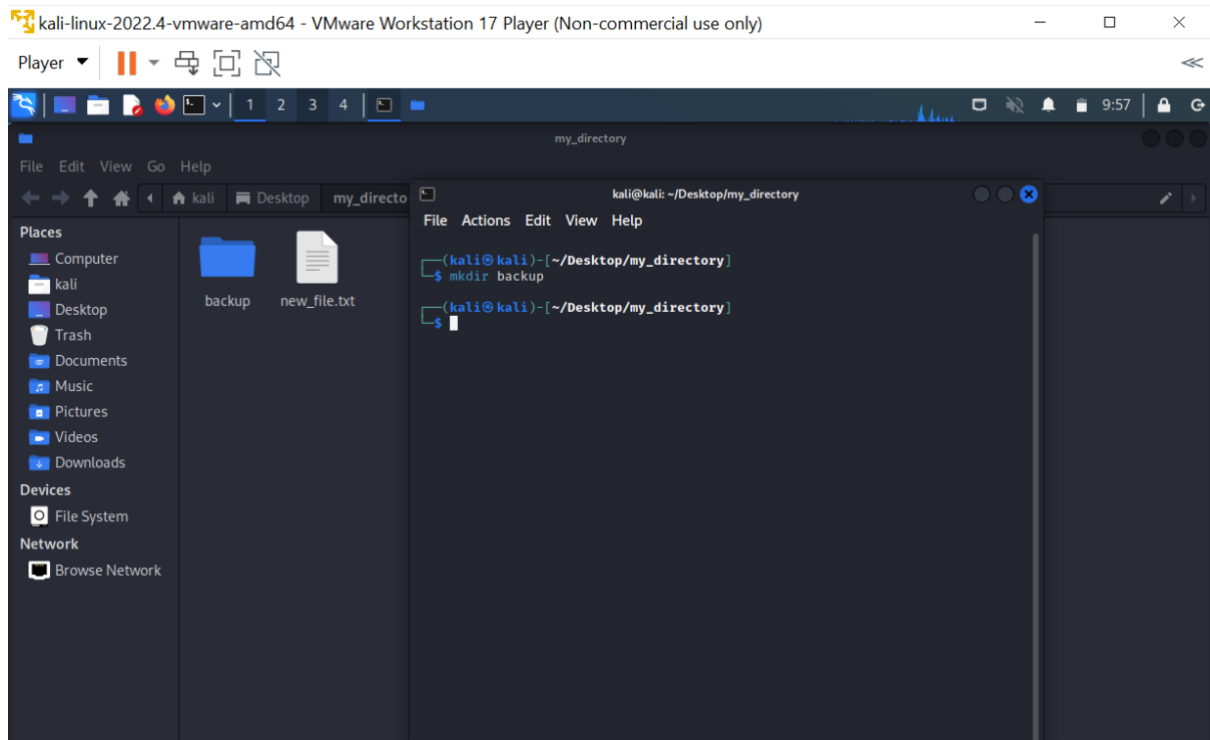 kali-linux-2022.4-vmware-amd64 - VMware Workstation 17 Player (Non-commercial use only)
Player
1 2 3 4
9:57
my_directory
File Edit View Go Help
kali Desktop my_directo
Places
Computer
kali
Desktop
Trash
Documents
Music
Pictures
Videos
Downloads
Devices
File System
Network
Browse Network
backup new_file.txt
kali@kali: ~/Desktop/my_directory
File Actions Edit View Help
┌──(kali㉿kali)-[~/Desktop/my_directory]
└─$ mkdir backup
┌──(kali㉿kali)-[~/Desktop/my_directory]
└─$